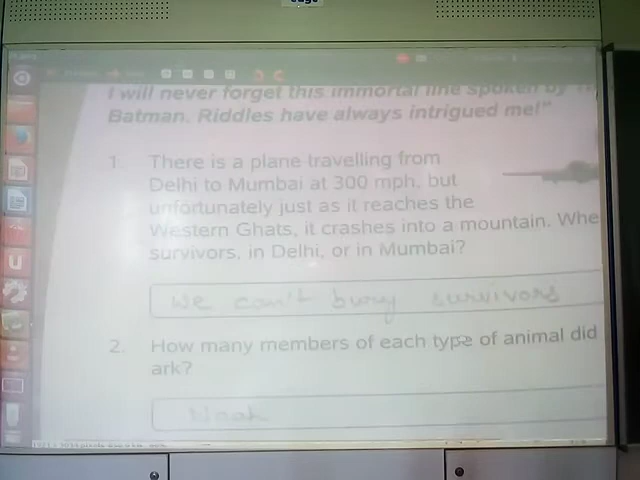 I will never forget this immortal line spoken by
Batman. Riddles have always intrigued me!"
1. There is a plane travelling from
Delhi to Mumbai at 300 mph, but
unfortunately just as it reaches the
Western Ghats, it crashes into a mountain. Whe
survivors, in Delhi, or in Mumbai?
we can't bury survivors
2. How many members of each type of animal did
ark?